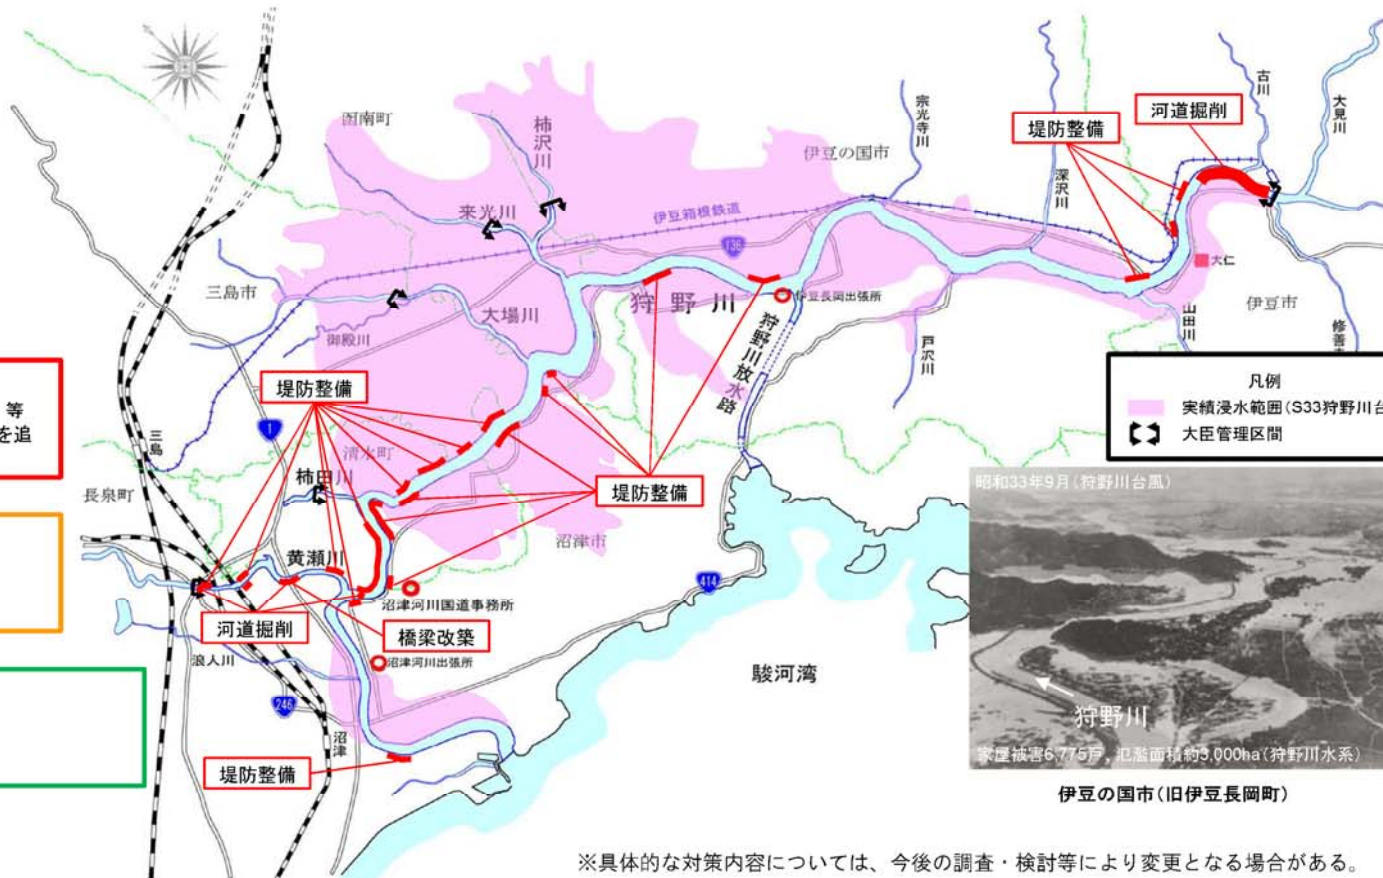 古川
大見川
河道掘削
宗光寺川
堤防整備
函南町
柿沢川
伊豆の国市
深沢川
来光川
伊豆箱根鉄道
136
大仁
三島市
狩野川
伊豆長岡出張所
伊豆市
大場川
山田川
御殿川
狩野川放水路
戸沢川
修善寺
凡例
実績浸水範囲(S33狩野川台
大臣管理区間
等
を追
堤防整備
1
三島
清水町
柿田川
長泉町
堤防整備
昭和33年9月(狩野川台風)
沼津市
黄瀬川
414
沼津河川国道事務所
河道掘削
橋梁改築
浪人川
沼津河川出張所
駿河湾
246
沼津
狩野川
堤防整備
家屋被害6,775戸, 氾濫面積約3,000ha(狩野川水系)
伊豆の国市(旧伊豆長岡町)
※具体的な対策内容については、今後の調査・検討等により変更となる場合がある。